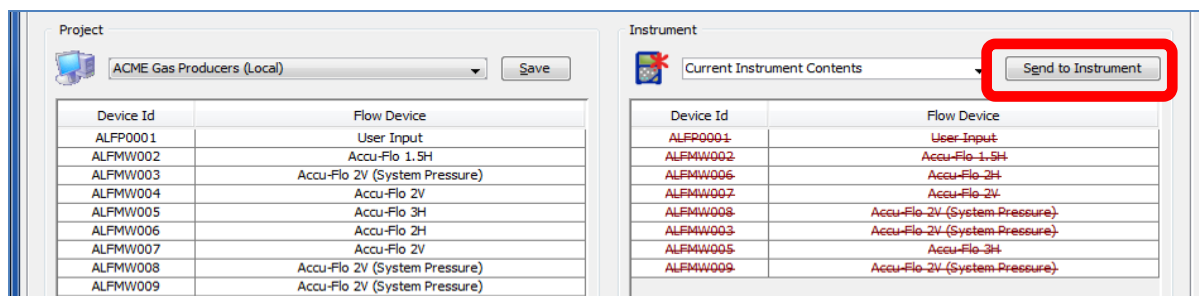 Project
ACME Gas Producers (Local)
Save
Device Id Flow Device
ALFP0001 User Input
ALFMW002 Accu-Flo 1.5H
ALFMW003 Accu-Flo 2V (System Pressure)
ALFMW004 Accu-Flo 2V
ALFMW005 Accu-Flo 3H
ALFMW006 Accu-Flo 2H
ALFMW007 Accu-Flo 2V
ALFMW008 Accu-Flo 2V (System Pressure)
ALFMW009 Accu-Flo 2V (System Pressure)
Instrument
Current Instrument Contents
Send to Instrument
Device Id Flow Device
ALFP0001 User Input
ALFMW002 Accu-Flo 1.5H
ALFMW006 Accu-Flo 2H
ALFMW007 Accu-Flo 2V
ALFMW008 Accu-Flo 2V (System Pressure)
ALFMW003 Accu-Flo 2V (System Pressure)
ALFMW005 Accu-Flo 3H
ALFMW009 Accu-Flo 2V (System Pressure)